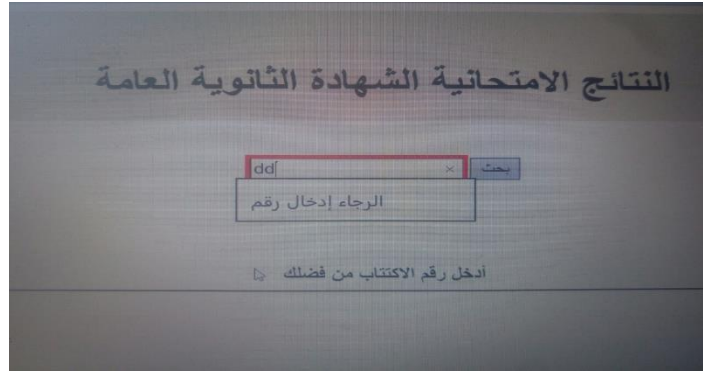 النتائج الامتحانية الشهادة الثانوية العامة
dd × بحث
الرجاء إدخال رقم
أدخل رقم الاكتتاب من فضلك